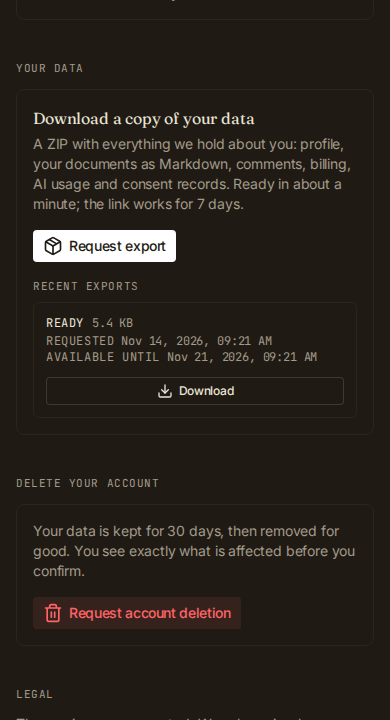 YOUR DATA
Download a copy of your data
A ZIP with everything we hold about you: profile,
your documents as Markdown, comments, billing,
AI usage and consent records. Ready in about a
minute; the link works for 7 days.
Request export
RECENT EXPORTS
READY 5.4 KB
REQUESTED Nov 14, 2026, 09:21 AM
AVAILABLE UNTIL Nov 21, 2026, 09:21 AM
Download
DELETE YOUR ACCOUNT
Your data is kept for 30 days, then removed for
good. You see exactly what is affected before you
confirm.
Request account deletion
LEGAL